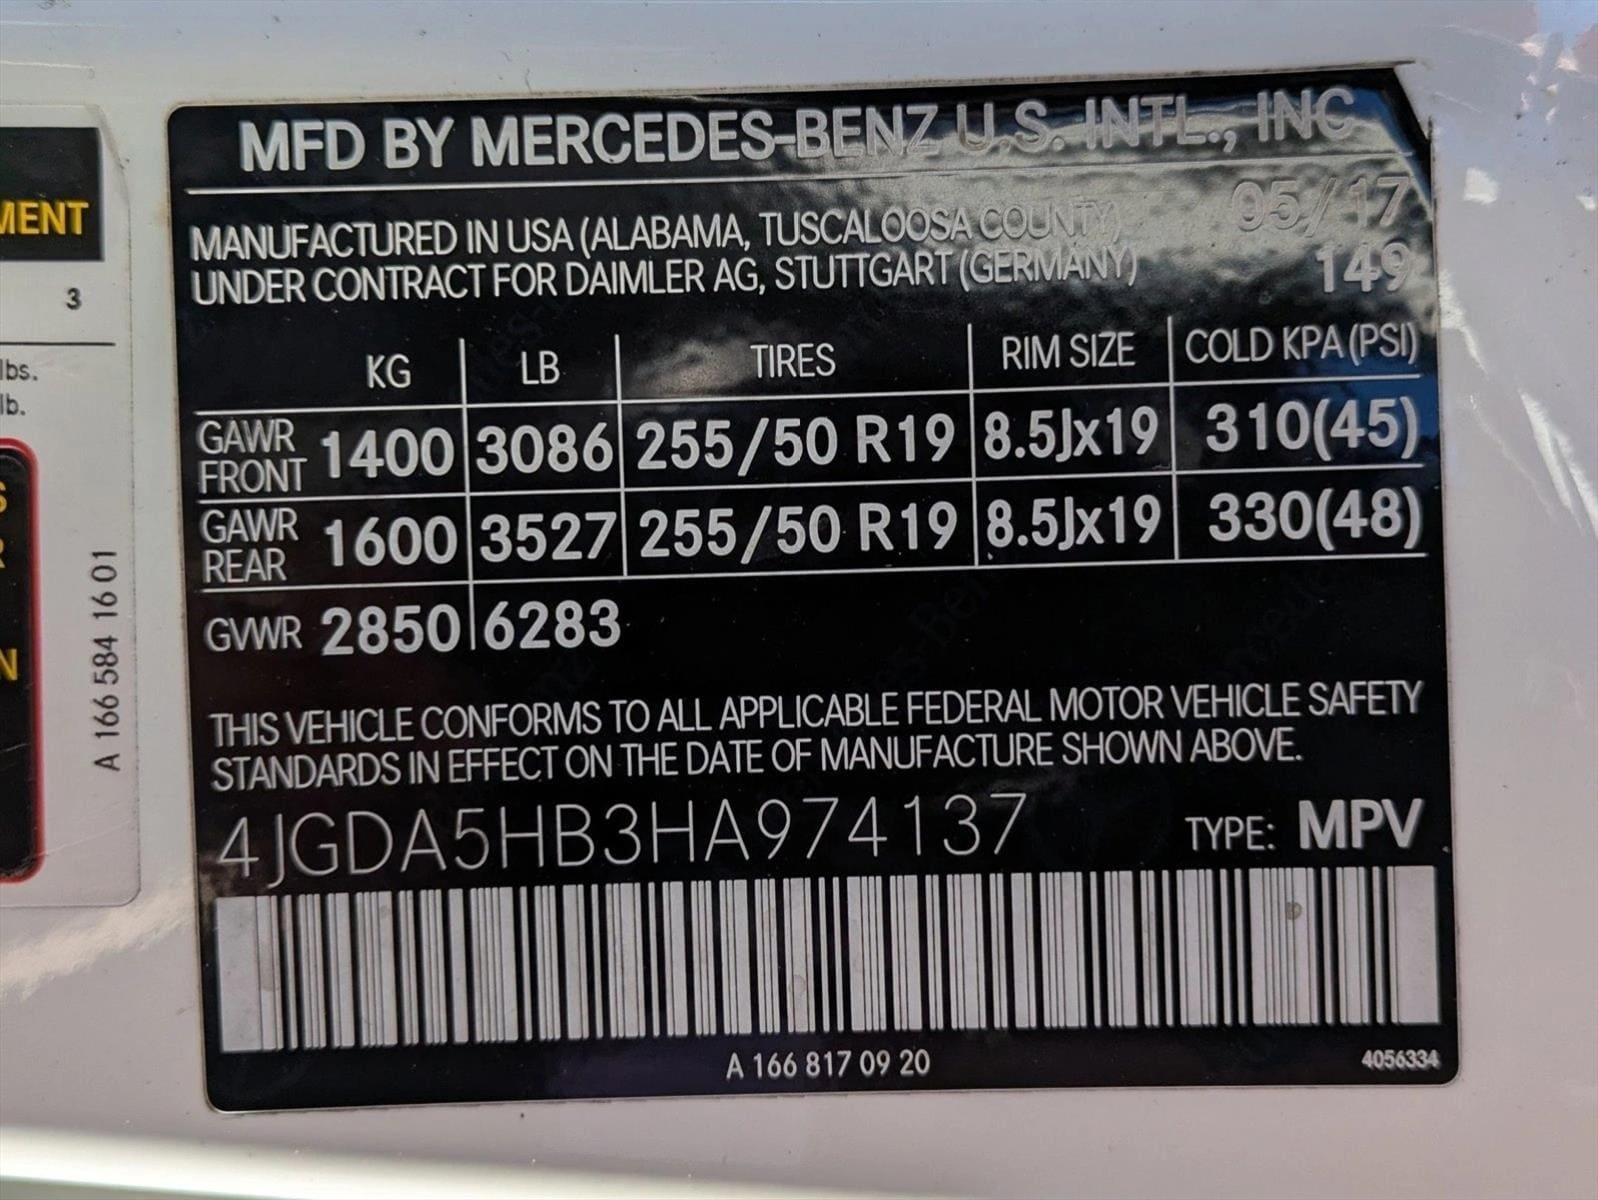 MFD BY MERCEDES-BENZ U.S. INTL., INC
MANUFACTURED IN USA (ALABAMA, TUSCALOOSA COUNTY) 05/17
UNDER CONTRACT FOR DAIMLER AG, STUTTGART (GERMANY) 149
KG LB TIRES RIM SIZE COLD KPA (PSI)
GAWR FRONT 1400 3086 255/50 R19 8.5Jx19 310(45)
GAWR REAR 1600 3527 255/50 R19 8.5Jx19 330(48)
GVWR 2850 6283
THIS VEHICLE CONFORMS TO ALL APPLICABLE FEDERAL MOTOR VEHICLE SAFETY
STANDARDS IN EFFECT ON THE DATE OF MANUFACTURE SHOWN ABOVE.
4JGDA5HB3HA974137 TYPE: MPV
A 166 817 09 20 4056334
3
lbs.
lb.
A 166 584 16 01